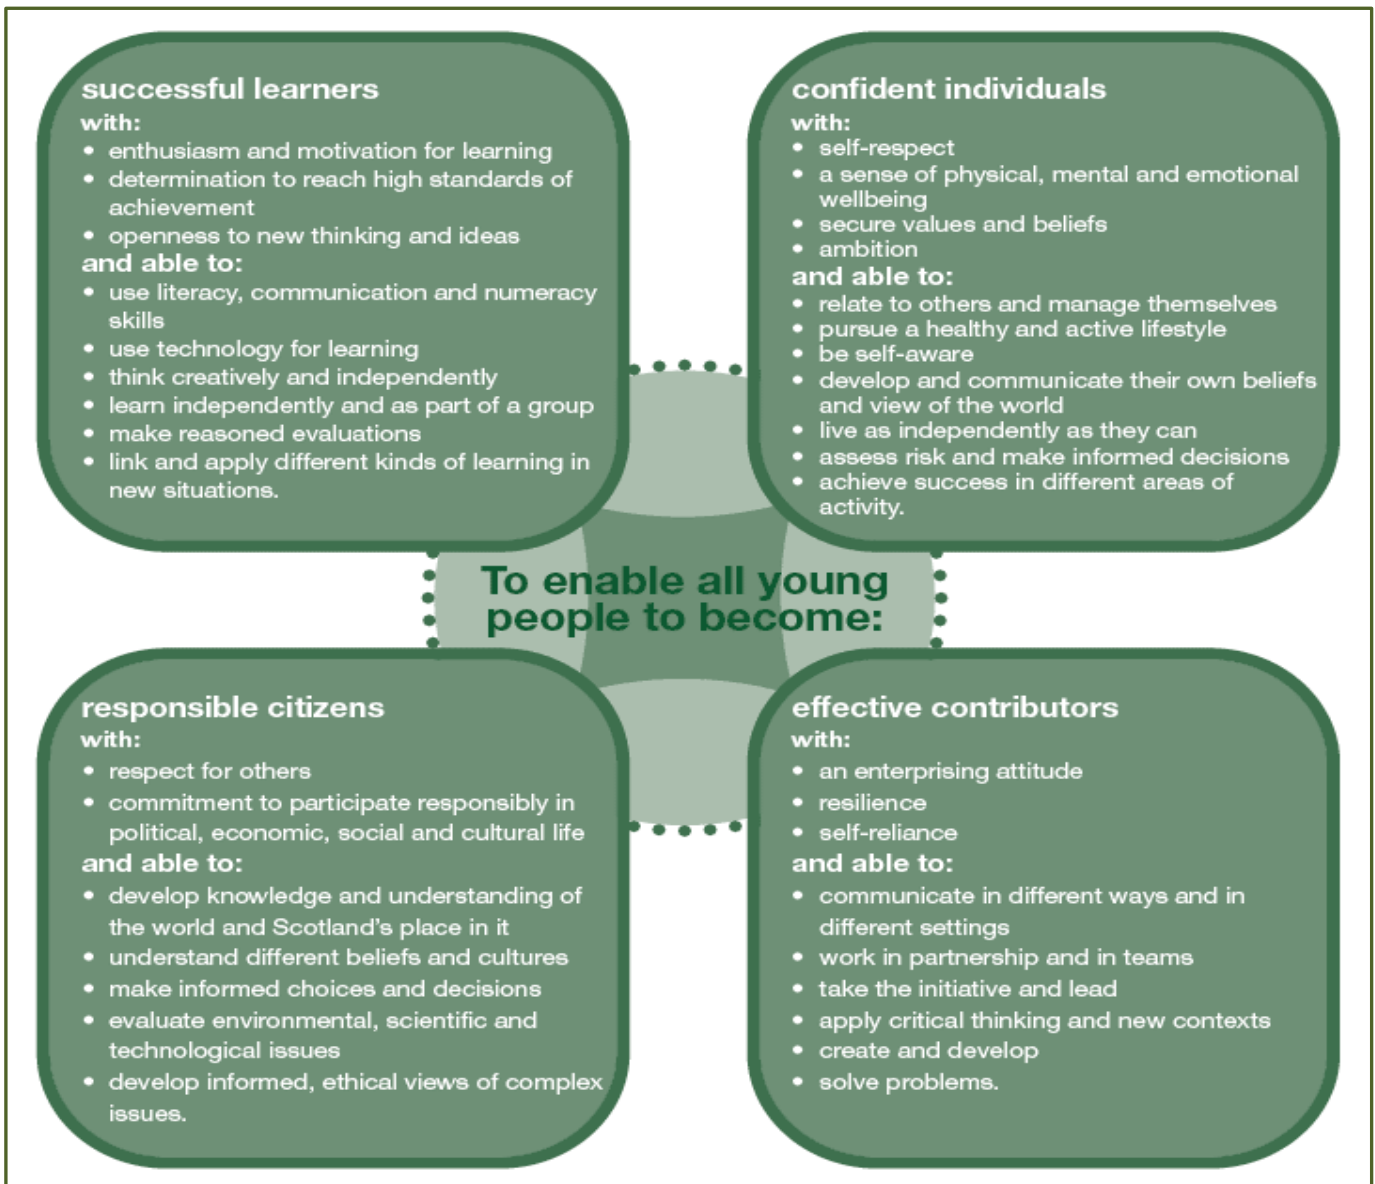 successful learners
with:
• enthusiasm and motivation for learning
• determination to reach high standards of
achievement
• openness to new thinking and ideas
and able to:
• use literacy, communication and numeracy
skills
• use technology for learning
• think creatively and independently
• learn independently and as part of a group
• make reasoned evaluations
• link and apply different kinds of learning in
new situations.
confident individuals
with:
• self-respect
• a sense of physical, mental and emotional
wellbeing
• secure values and beliefs
• ambition
and able to:
• relate to others and manage themselves
• pursue a healthy and active lifestyle
• be self-aware
• develop and communicate their own beliefs
and view of the world
• live as independently as they can
• assess risk and make informed decisions
• achieve success in different areas of
activity.
To enable all young
people to become:
responsible citizens
with:
• respect for others
• commitment to participate responsibly in
political, economic, social and cultural life
and able to:
• develop knowledge and understanding of
the world and Scotland's place in it
• understand different beliefs and cultures
• make informed choices and decisions
• evaluate environmental, scientific and
technological issues
• develop informed, ethical views of complex
issues.
effective contributors
with:
• an enterprising attitude
• resilience
• self-reliance
and able to:
• communicate in different ways and in
different settings
• work in partnership and in teams
• take the initiative and lead
• apply critical thinking and new contexts
• create and develop
• solve problems.